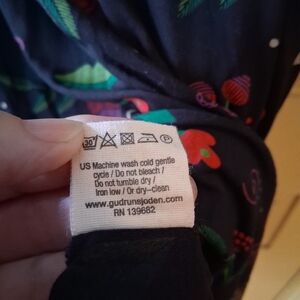 30
US Machine wash cold gentle
cycle / Do not bleach /
Do not tumble dry /
Iron low / Or dry-clean
www.gudrunsjoden.com
RN 139682